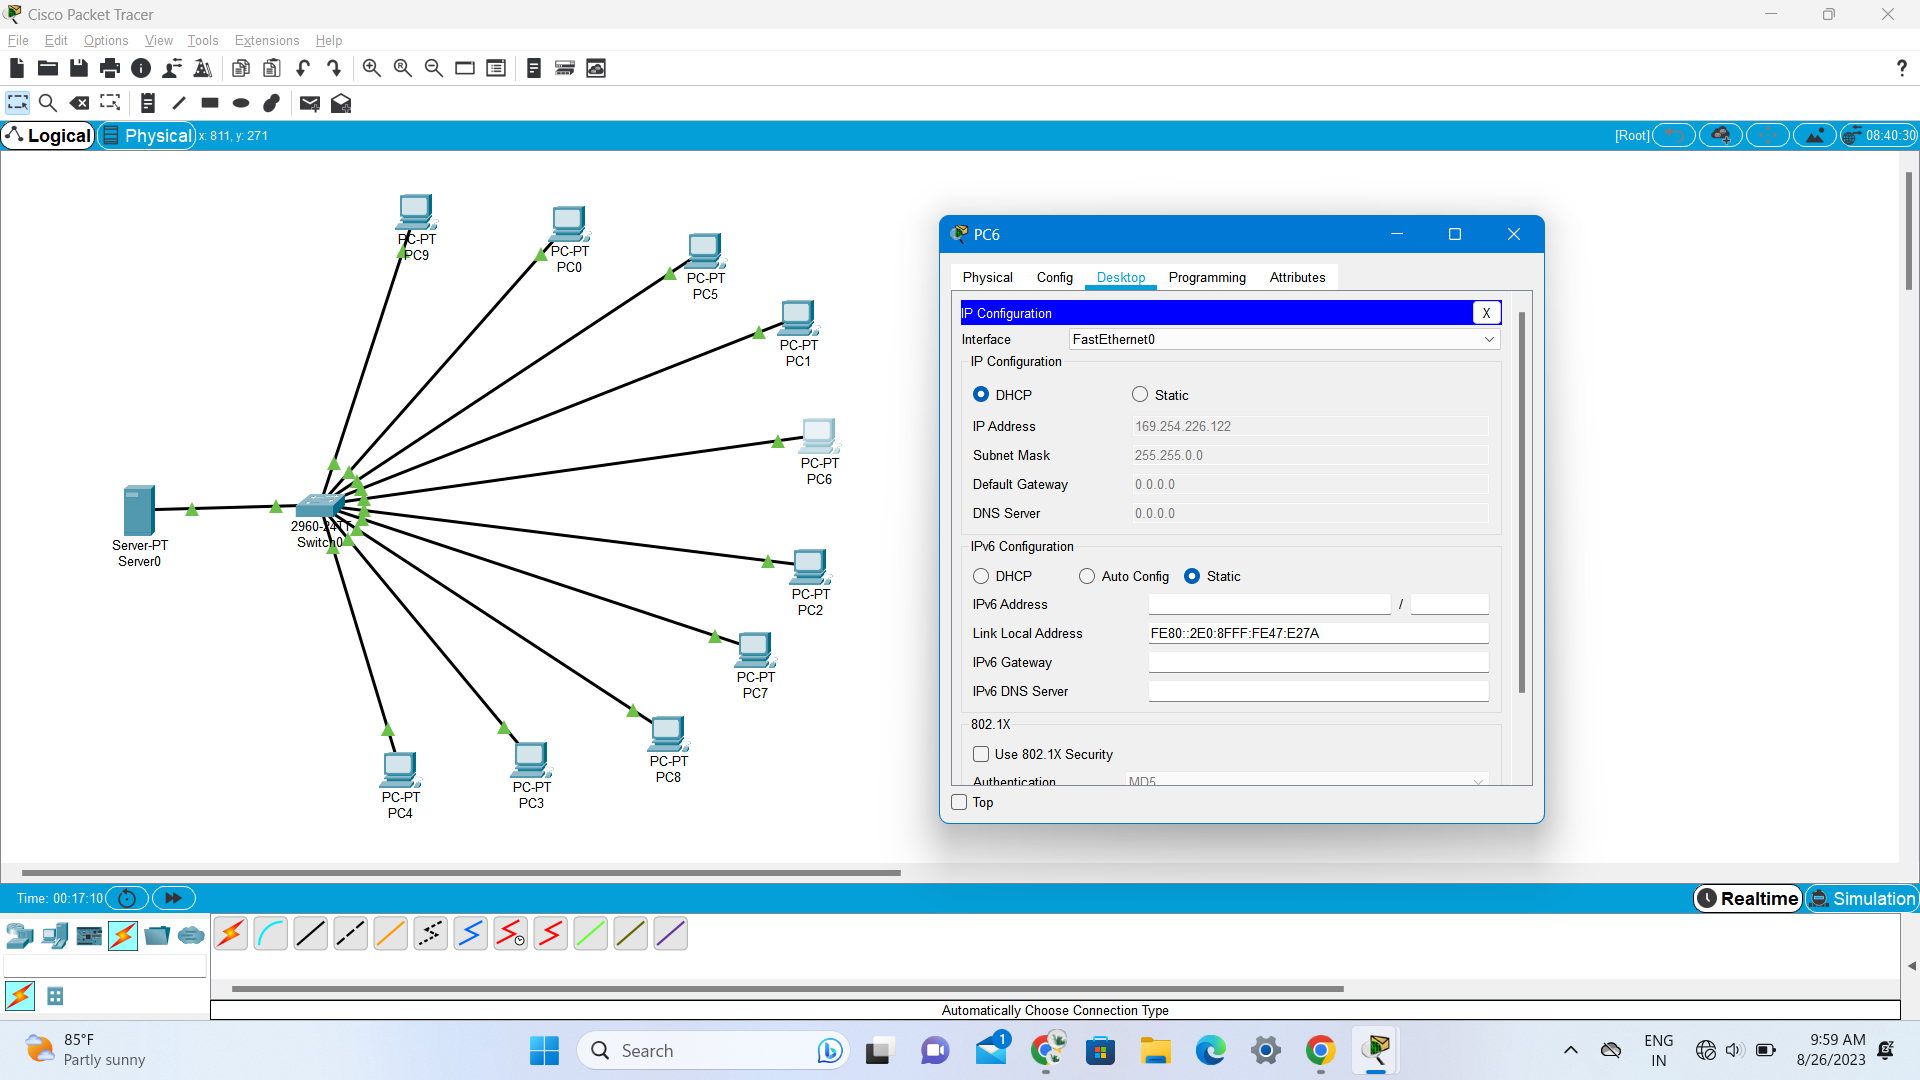 Cisco Packet Tracer
File Edit Options View Tools Extensions Help
?
Logical Physical x: 811, y: 271 [Root] 08:40:30
PC-PT
PC9
PC-PT
PC0
PC-PT
PC5
PC-PT
PC1
PC-PT
PC6
Server-PT
Server0
2960-24TT
Switch0
PC-PT
PC2
PC-PT
PC7
PC-PT
PC8
PC-PT
PC3
PC-PT
PC4
PC6
Physical Config Desktop Programming Attributes
IP Configuration X
Interface FastEthernet0
IP Configuration
DHCP Static
IP Address 169.254.226.122
Subnet Mask 255.255.0.0
Default Gateway 0.0.0.0
DNS Server 0.0.0.0
IPv6 Configuration
DHCP Auto Config Static
IPv6 Address /
Link Local Address FE80::2E0:8FFF:FE47:E27A
IPv6 Gateway
IPv6 DNS Server
802.1X
Use 802.1X Security
Authentication MD5
Top
Time: 00:17:10 Realtime Simulation
Automatically Choose Connection Type
85°F
Partly sunny
Search
1
ENG
IN
9:59 AM
8/26/2023